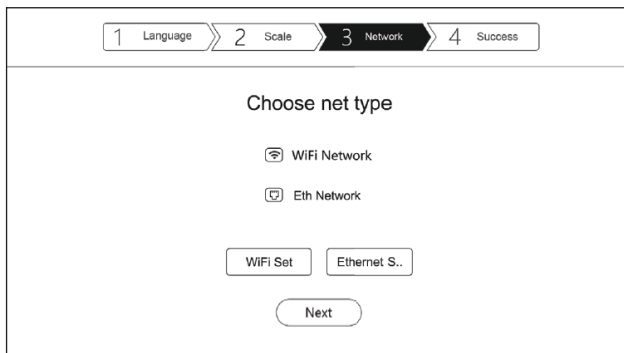 1 Language 2 Scale 3 Network 4 Success
Choose net type
WiFi Network
Eth Network
WiFi Set Ethernet S..
Next